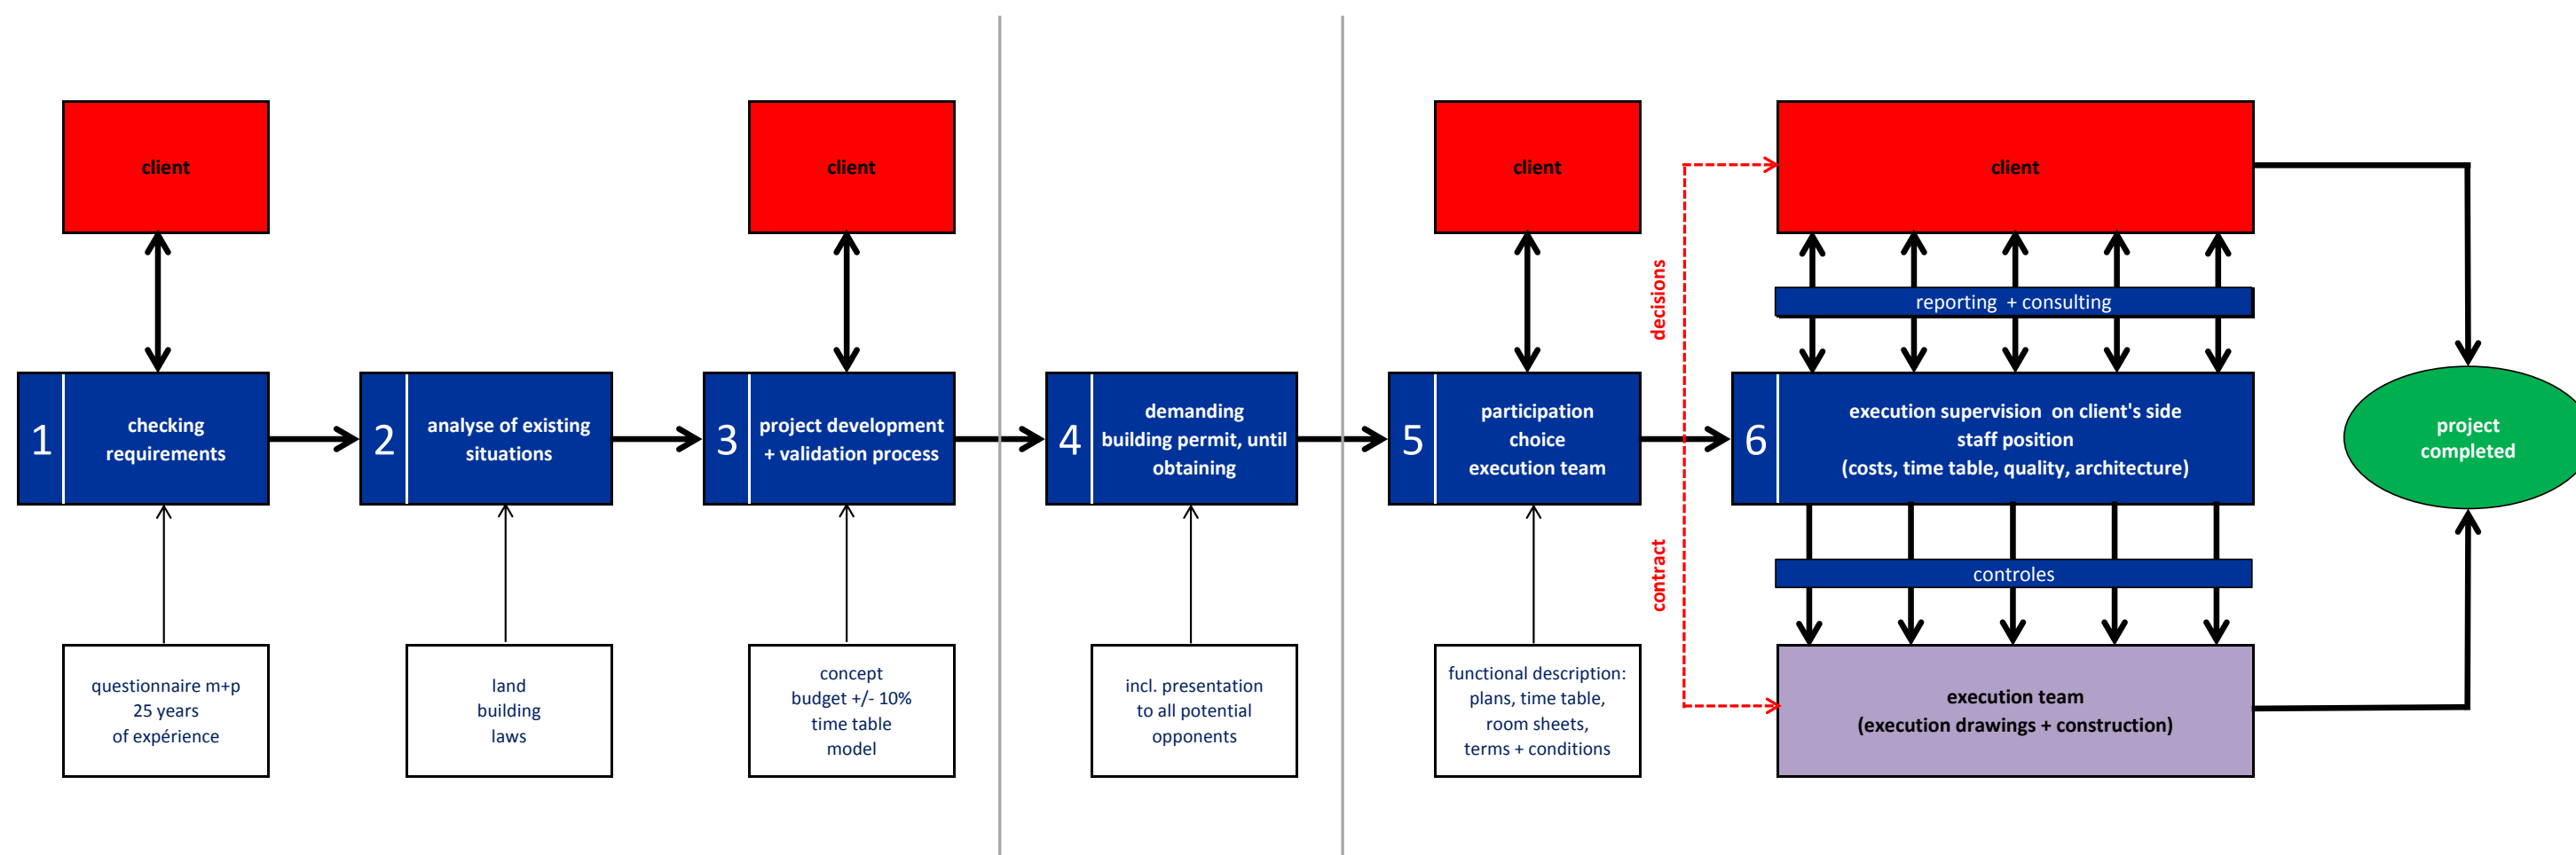 client
client
client
client
decisions
reporting + consulting
1
checking
requirements
2
analyse of existing
situations
3
project development
+ validation process
4
demanding
building permit, until
obtaining
5
participation
choice
execution team
6
execution supervision on client's side
staff position
(costs, time table, quality, architecture)
project
completed
contract
controles
questionnaire m+p
25 years
of expérience
land
building
laws
concept
budget +/- 10%
time table
model
incl. presentation
to all potential
opponents
functional description:
plans, time table,
room sheets,
terms + conditions
execution team
(execution drawings + construction)